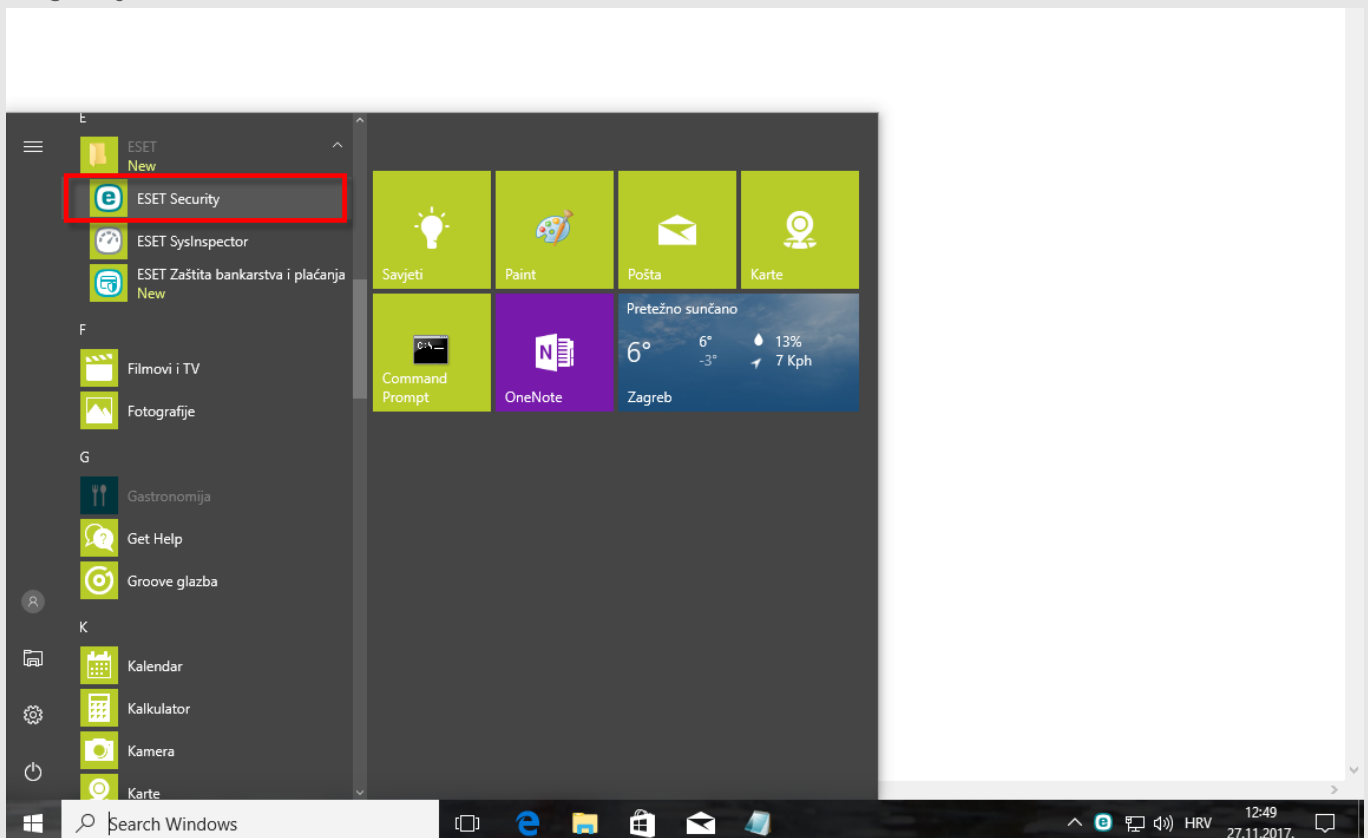 E
ESET
New
ESET Security
ESET SysInspector
ESET Zaštita bankarstva i plaćanja
New
F
Filmovi i TV
Fotografije
G
Gastronomija
Get Help
Groove glazba
K
Kalendar
Kalkulator
Kamera
Karte
Savjeti
Paint
Pošta
Karte
Command
Prompt
OneNote
Pretežno sunčano
6°
6°
-3°
13%
7 Kph
Zagreb
Search Windows
HRV
12:49
27.11.2017.